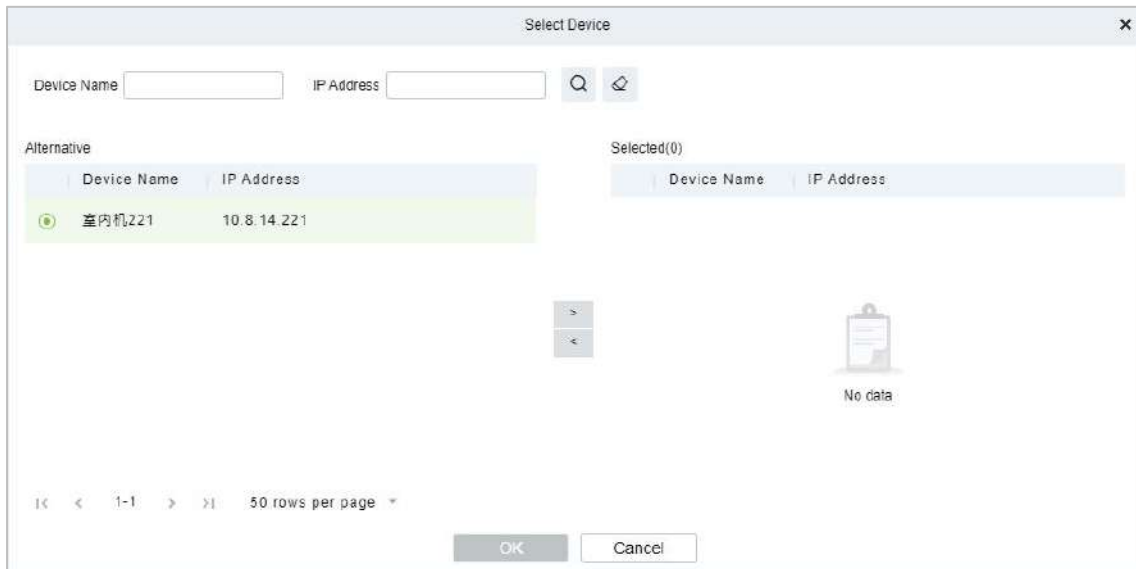 Select Device
Device Name
IP Address
Alternative
Selected(0)
Device Name IP Address
Device Name IP Address
室内机221 10.8.14.221
>
<
No data
1-1
50 rows per page
OK
Cancel